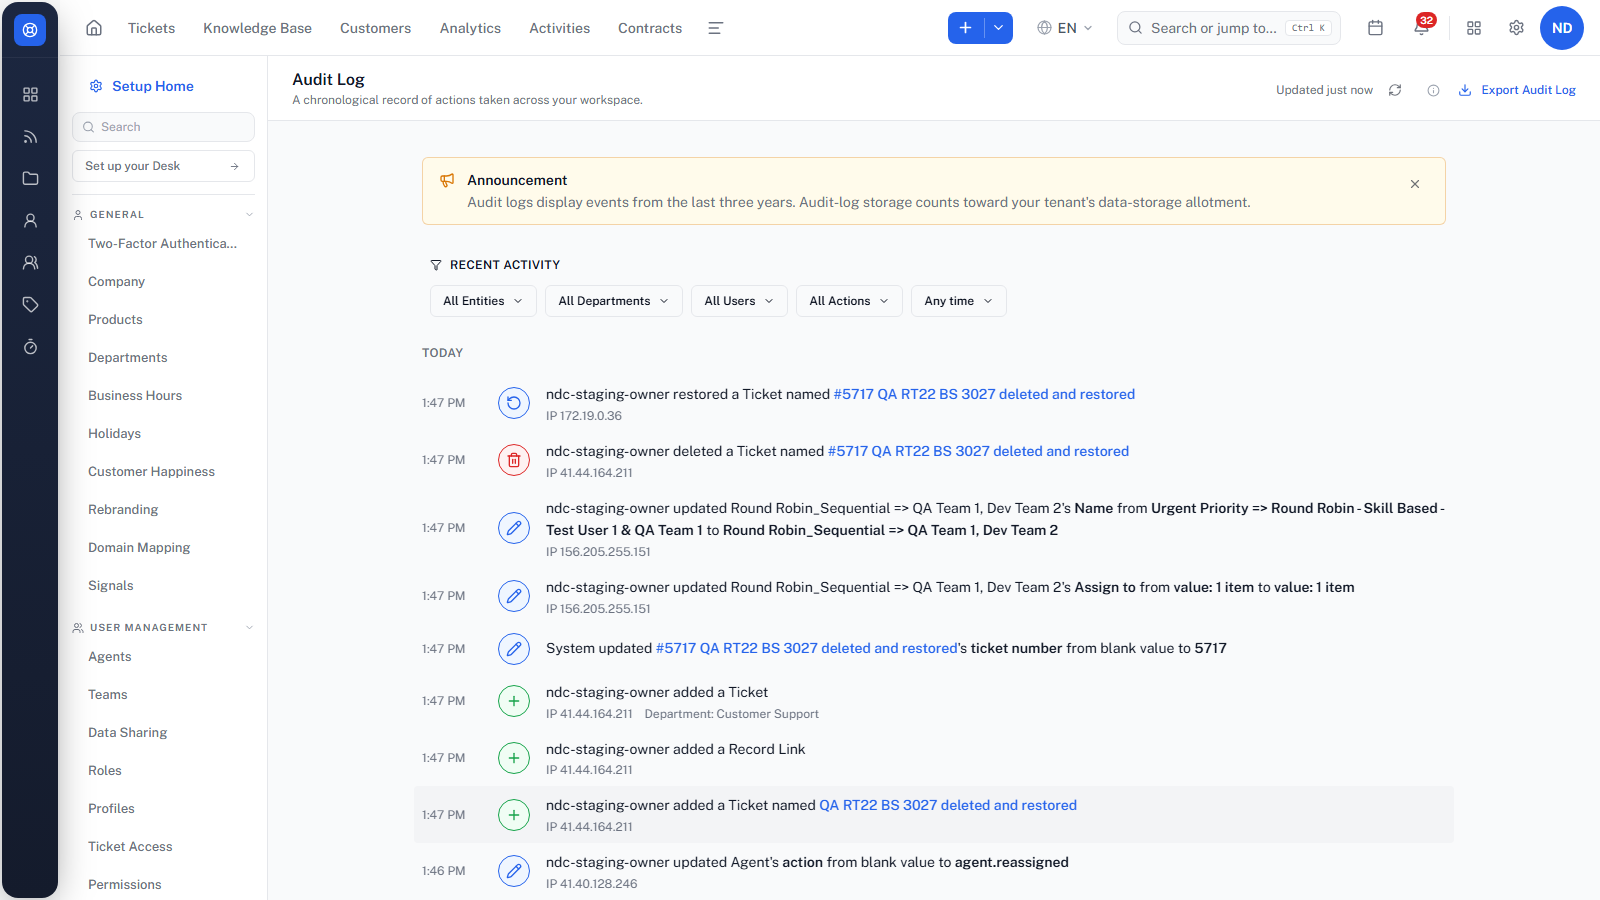 Tickets
Knowledge Base
Customers
Analytics
Activities
Contracts
EN
Search or jump to...
Ctrl K
32
ND
Setup Home
Search
Set up your Desk
GENERAL
Two-Factor Authentica...
Company
Products
Departments
Business Hours
Holidays
Customer Happiness
Rebranding
Domain Mapping
Signals
USER MANAGEMENT
Agents
Teams
Data Sharing
Roles
Profiles
Ticket Access
Permissions
Audit Log
A chronological record of actions taken across your workspace.
Updated just now
Export Audit Log
Announcement
Audit logs display events from the last three years. Audit-log storage counts toward your tenant's data-storage allotment.
RECENT ACTIVITY
All Entities
All Departments
All Users
All Actions
Any time
TODAY
1:47 PM
ndc-staging-owner restored a Ticket named #5717 QA RT22 BS 3027 deleted and restored
IP 172.19.0.36
1:47 PM
ndc-staging-owner deleted a Ticket named #5717 QA RT22 BS 3027 deleted and restored
IP 41.44.164.211
1:47 PM
ndc-staging-owner updated Round Robin_Sequential => QA Team 1, Dev Team 2's Name from Urgent Priority => Round Robin - Skill Based -
Test User 1 & QA Team 1 to Round Robin_Sequential => QA Team 1, Dev Team 2
IP 156.205.255.151
1:47 PM
ndc-staging-owner updated Round Robin_Sequential => QA Team 1, Dev Team 2's Assign to from value: 1 item to value: 1 item
IP 156.205.255.151
1:47 PM
System updated #5717 QA RT22 BS 3027 deleted and restored's ticket number from blank value to 5717
1:47 PM
ndc-staging-owner added a Ticket
IP 41.44.164.211 Department: Customer Support
1:47 PM
ndc-staging-owner added a Record Link
IP 41.44.164.211
1:47 PM
ndc-staging-owner added a Ticket named QA RT22 BS 3027 deleted and restored
IP 41.44.164.211
1:46 PM
ndc-staging-owner updated Agent's action from blank value to agent.reassigned
IP 41.40.128.246